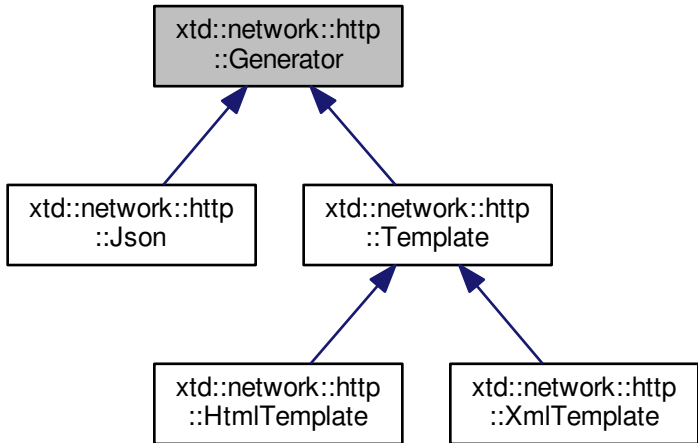 xtd::network::http
::Generator
xtd::network::http
::Json
xtd::network::http
::Template
xtd::network::http
::HtmlTemplate
xtd::network::http
::XmlTemplate